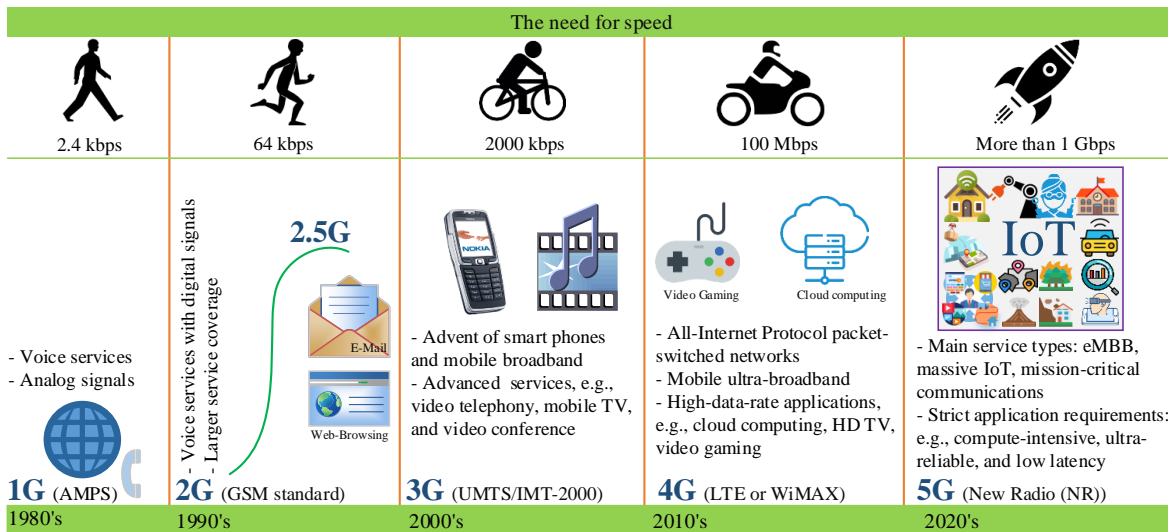 The need for speed
2.4 kbps
64 kbps
2000 kbps
100 Mbps
More than 1 Gbps
- Voice services
- Analog signals
1G (AMPS)
1980's
- Voice services with digital signals
- Larger service coverage
2.5G
E-Mail
Web-Browsing
2G (GSM standard)
1990's
NOKIA
- Advent of smart phones
and mobile broadband
- Advanced services, e.g.,
video telephony, mobile TV,
and video conference
3G (UMTS/IMT-2000)
2000's
Video Gaming
Cloud computing
- All-Internet Protocol packet-
switched networks
- Mobile ultra-broadband
- High-data-rate applications,
e.g., cloud computing, HD TV,
video gaming
4G (LTE or WiMAX)
2010's
IoT
- Main service types: eMBB,
massive IoT, mission-critical
communications
- Strict application requirements:
e.g., compute-intensive, ultra-
reliable, and low latency
5G (New Radio (NR))
2020's